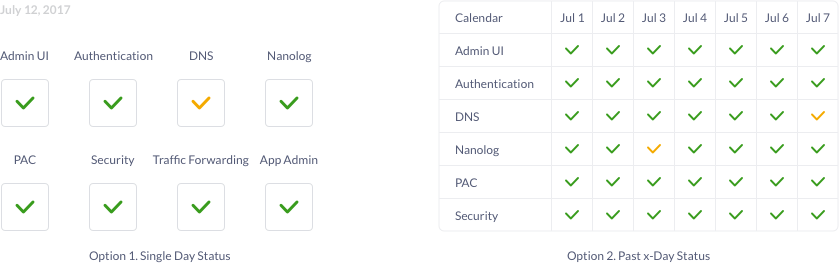 July 12, 2017
Admin UI Authentication DNS Nanolog
PAC Security Traffic Forwarding App Admin
Option 1. Single Day Status
Calendar Jul 1 Jul 2 Jul 3 Jul 4 Jul 5 Jul 6 Jul 7
Admin UI
Authentication
DNS
Nanolog
PAC
Security
Option 2. Past x-Day Status